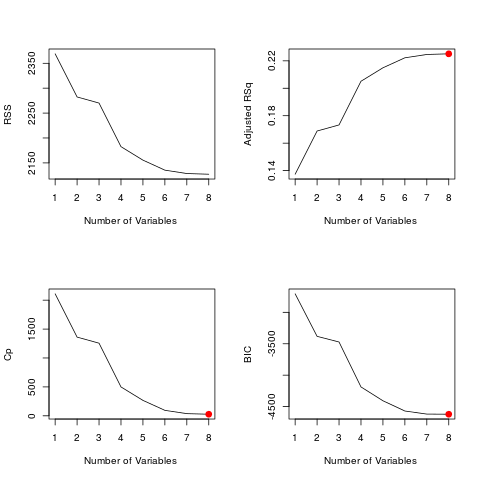 RSS
2350
2250
2150
1 2 3 4 5 6 7 8
Number of Variables
Adjusted RSq
0.22
0.18
0.14
1 2 3 4 5 6 7 8
Number of Variables
Cp
1500
500
0
1 2 3 4 5 6 7 8
Number of Variables
BIC
-3500
-4500
1 2 3 4 5 6 7 8
Number of Variables